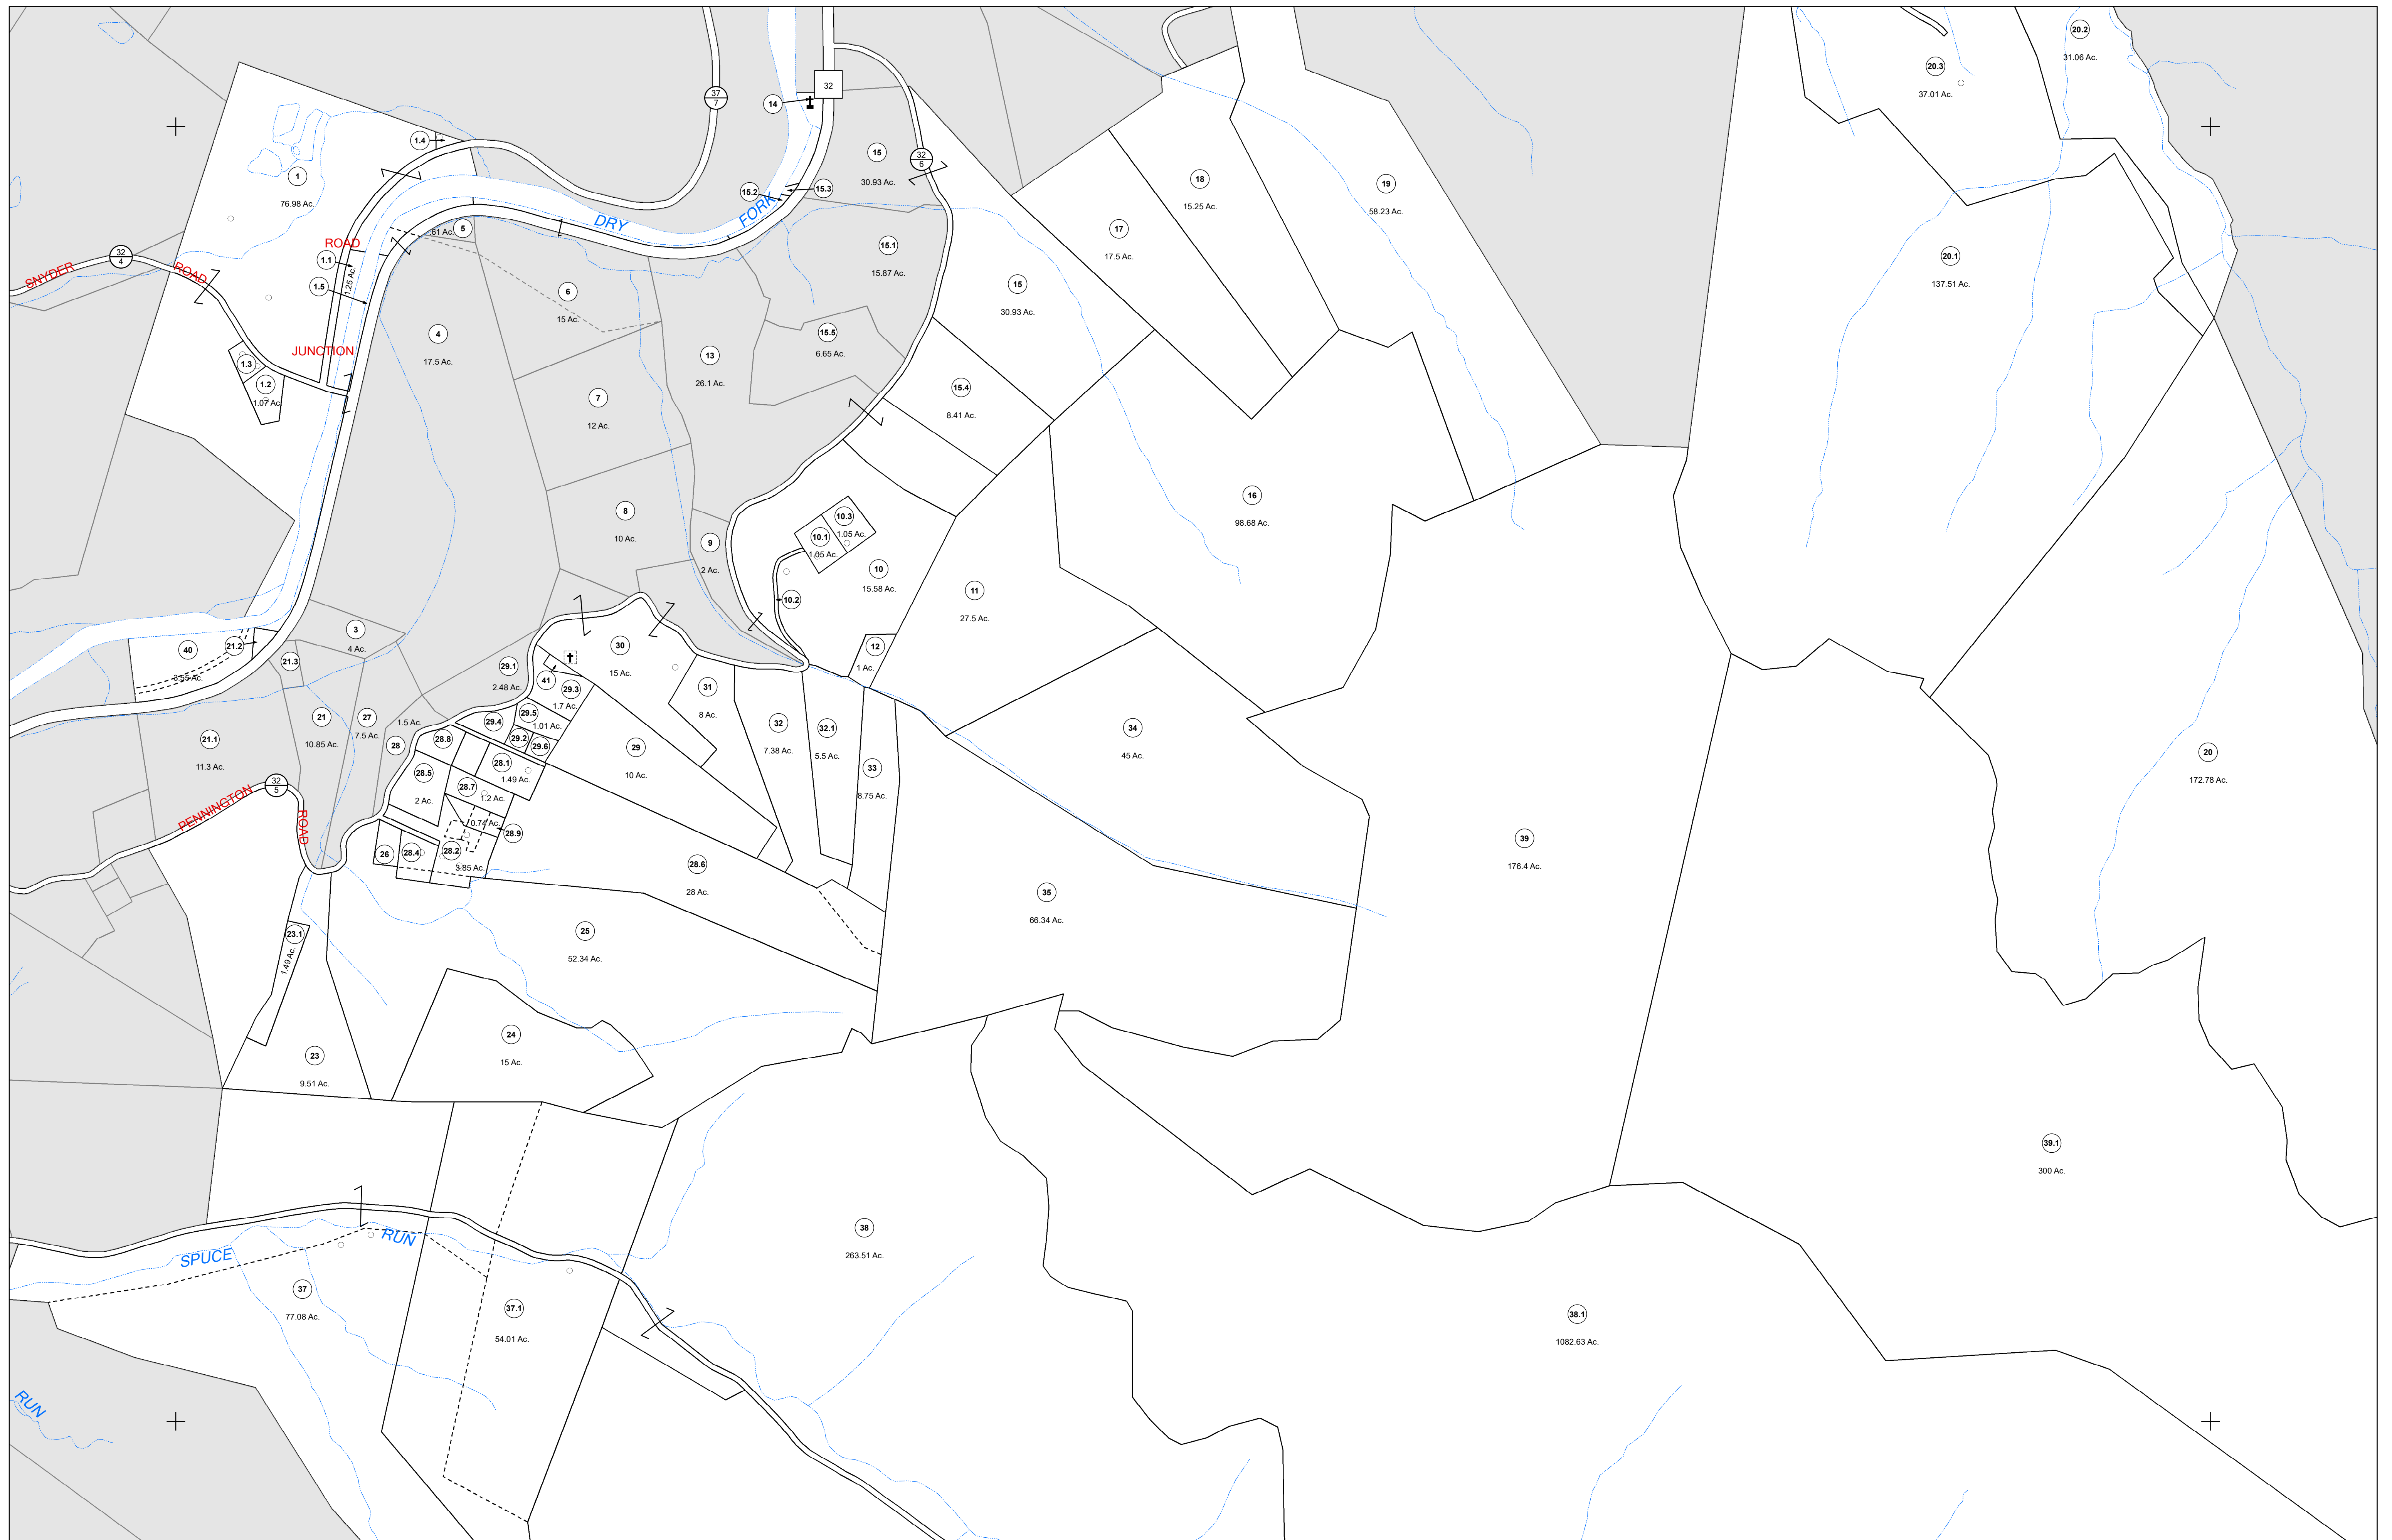 20.2
31.06 Ac.
20.3
37.01 Ac.
37
7
32
14
1.4
1
76.98 Ac.
15
30.93 Ac.
32
6
15.2
15.3
18
15.25 Ac.
19
58.23 Ac.
DRY
FORK
17
17.5 Ac.
5
.61 Ac.
ROAD
1.1
1.5
1.25 Ac.
32
4
SNYDER
ROAD
15.1
15.87 Ac.
15
30.93 Ac.
20.1
137.51 Ac.
6
15 Ac.
4
17.5 Ac.
15.5
6.65 Ac.
13
26.1 Ac.
JUNCTION
1.3
1.2
1.07 Ac.
15.4
8.41 Ac.
7
12 Ac.
8
10 Ac.
9
2 Ac.
10.3
1.05 Ac.
10.1
1.05 Ac.
16
98.68 Ac.
10
15.58 Ac.
11
27.5 Ac.
10.2
12
1 Ac.
3
4 Ac.
40
21.2
21.3
29.1
2.48 Ac.
30
15 Ac.
41
29.3
1.7 Ac.
31
8 Ac.
21
10.85 Ac.
27
7.5 Ac.
1.5 Ac.
28
29.4
29.5
1.01 Ac.
29.2
29.6
32
7.38 Ac.
32.1
5.5 Ac.
33
8.75 Ac.
34
45 Ac.
20
172.78 Ac.
21.1
11.3 Ac.
28.8
29
10 Ac.
28.1
1.49 Ac.
28.5
2 Ac.
28.7
1.2 Ac.
32
5
PENNINGTON
ROAD
0.74 Ac.
28.9
39
176.4 Ac.
26
28.4
28.2
3.85 Ac.
28.6
28 Ac.
35
66.34 Ac.
23.1
1.49 Ac.
25
52.34 Ac.
24
15 Ac.
23
9.51 Ac.
39.1
300 Ac.
38
263.51 Ac.
SPUCE
RUN
37
77.08 Ac.
37.1
54.01 Ac.
38.1
1082.63 Ac.
RUN